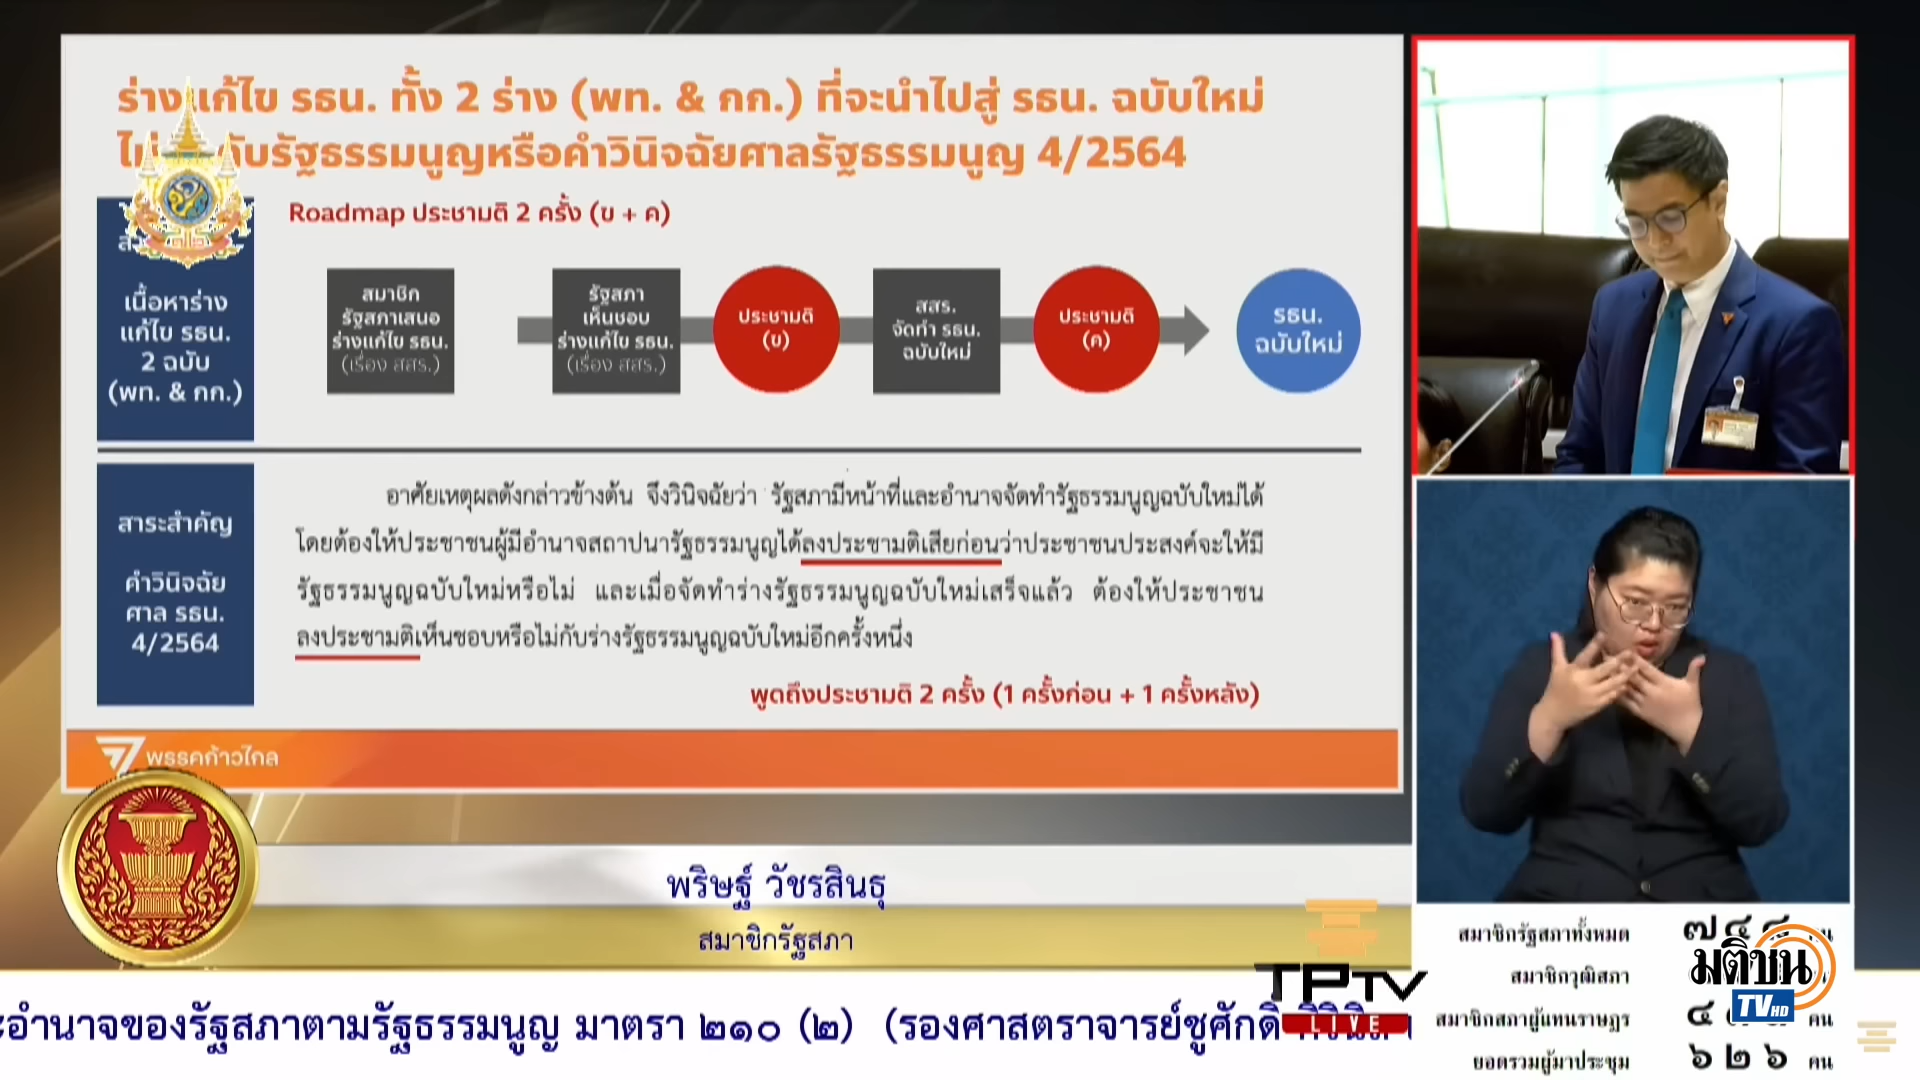 ร่างแก้ไข รธน. ทั้ง 2 ร่าง (พท. & กก.) ที่จะนำไปสู่ รธน. ฉบับใหม่
กับรัฐธรรมนูญหรือคำวินิจฉัยศาลรัฐธรรมนูญ 4/2564
Roadmap ประชามติ 2 ครั้ง (ข + ค)
เนื้อหาร่าง
แก้ไข รธน.
2 ฉบับ
(พท. & กก.)
สมาชิก
รัฐสภาเสนอ
ร่างแก้ไข รธน.
(เรื่อง สสร.)
รัฐสภา
เห็นชอบ
ร่างแก้ไข รธน.
(เรื่อง สสร.)
ประชามติ
(ข)
สสร.
จัดทำ รธน.
ฉบับใหม่
ประชามติ
(ค)
รธน.
ฉบับใหม่
สาระสำคัญ
คำวินิจฉัย
ศาล รธน.
4/2564
อาศัยเหตุผลดังกล่าวข้างต้น จึงวินิจฉัยว่า รัฐสภามีหน้าที่และอำนาจจัดทำรัฐธรรมนูญฉบับใหม่ได้
โดยต้องให้ประชาชนผู้มีอำนาจสถาปนารัฐธรรมนูญได้ลงประชามติเสียก่อนว่าประชาชนประสงค์จะให้มี
รัฐธรรมนูญฉบับใหม่หรือไม่ และเมื่อจัดทำร่างรัฐธรรมนูญฉบับใหม่เสร็จแล้ว ต้องให้ประชาชน
ลงประชามติเห็นชอบหรือไม่กับร่างรัฐธรรมนูญฉบับใหม่อีกครั้งหนึ่ง
พูดถึงประชามติ 2 ครั้ง (1 ครั้งก่อน + 1 ครั้งหลัง)
พรรคก้าวไกล
พริษฐ์ วัชรสินธุ
สมาชิกรัฐสภา
TPTV
LIVE
ะอำนาจของรัฐสภาตามรัฐธรรมนูญ มาตรา ๒๑๐ (๒) (รองศาสตราจารย์ชูศักดิ์
สมาชิกรัฐสภาทั้งหมด
สมาชิกวุฒิสภา
สมาชิกสภาผู้แทนราษฎร คน
ยอดรวมผู้มาประชุม ๖๒๖ คน
มติชน
TV HD